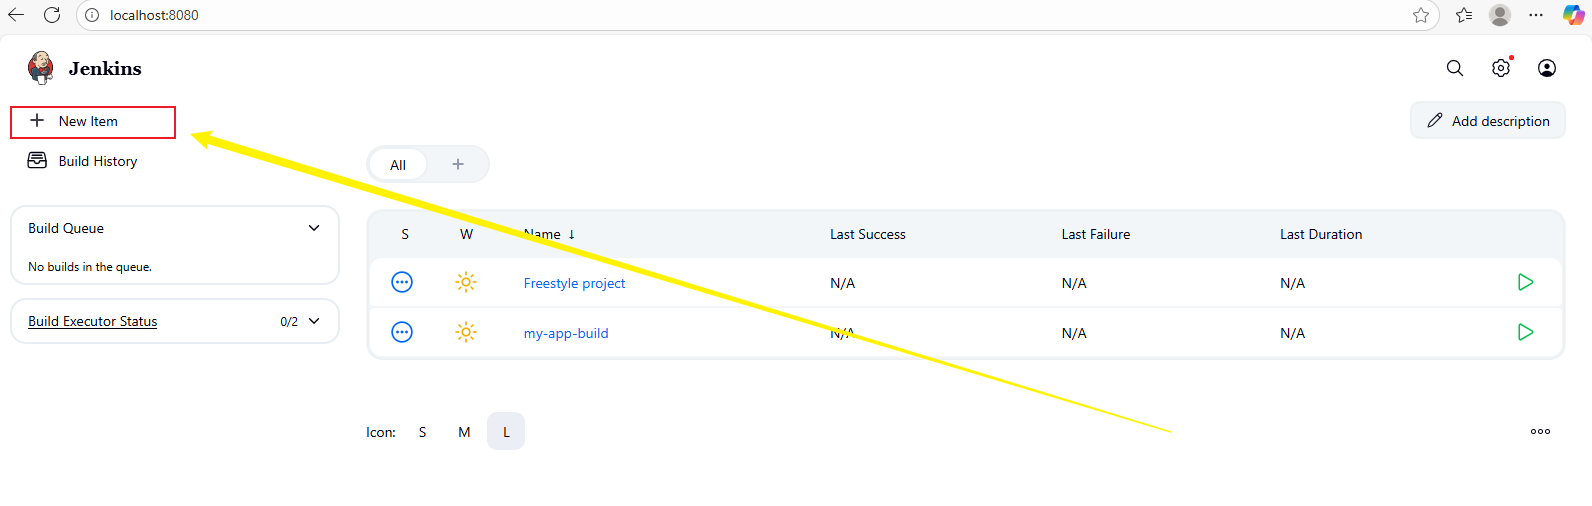 localhost:8080
Jenkins
New Item
Add description
Build History
All
Build Queue
No builds in the queue.
Build Executor Status 0/2
S W Name ↓ Last Success Last Failure Last Duration
Freestyle project N/A N/A N/A
my-app-build N/A N/A N/A
Icon: S M L